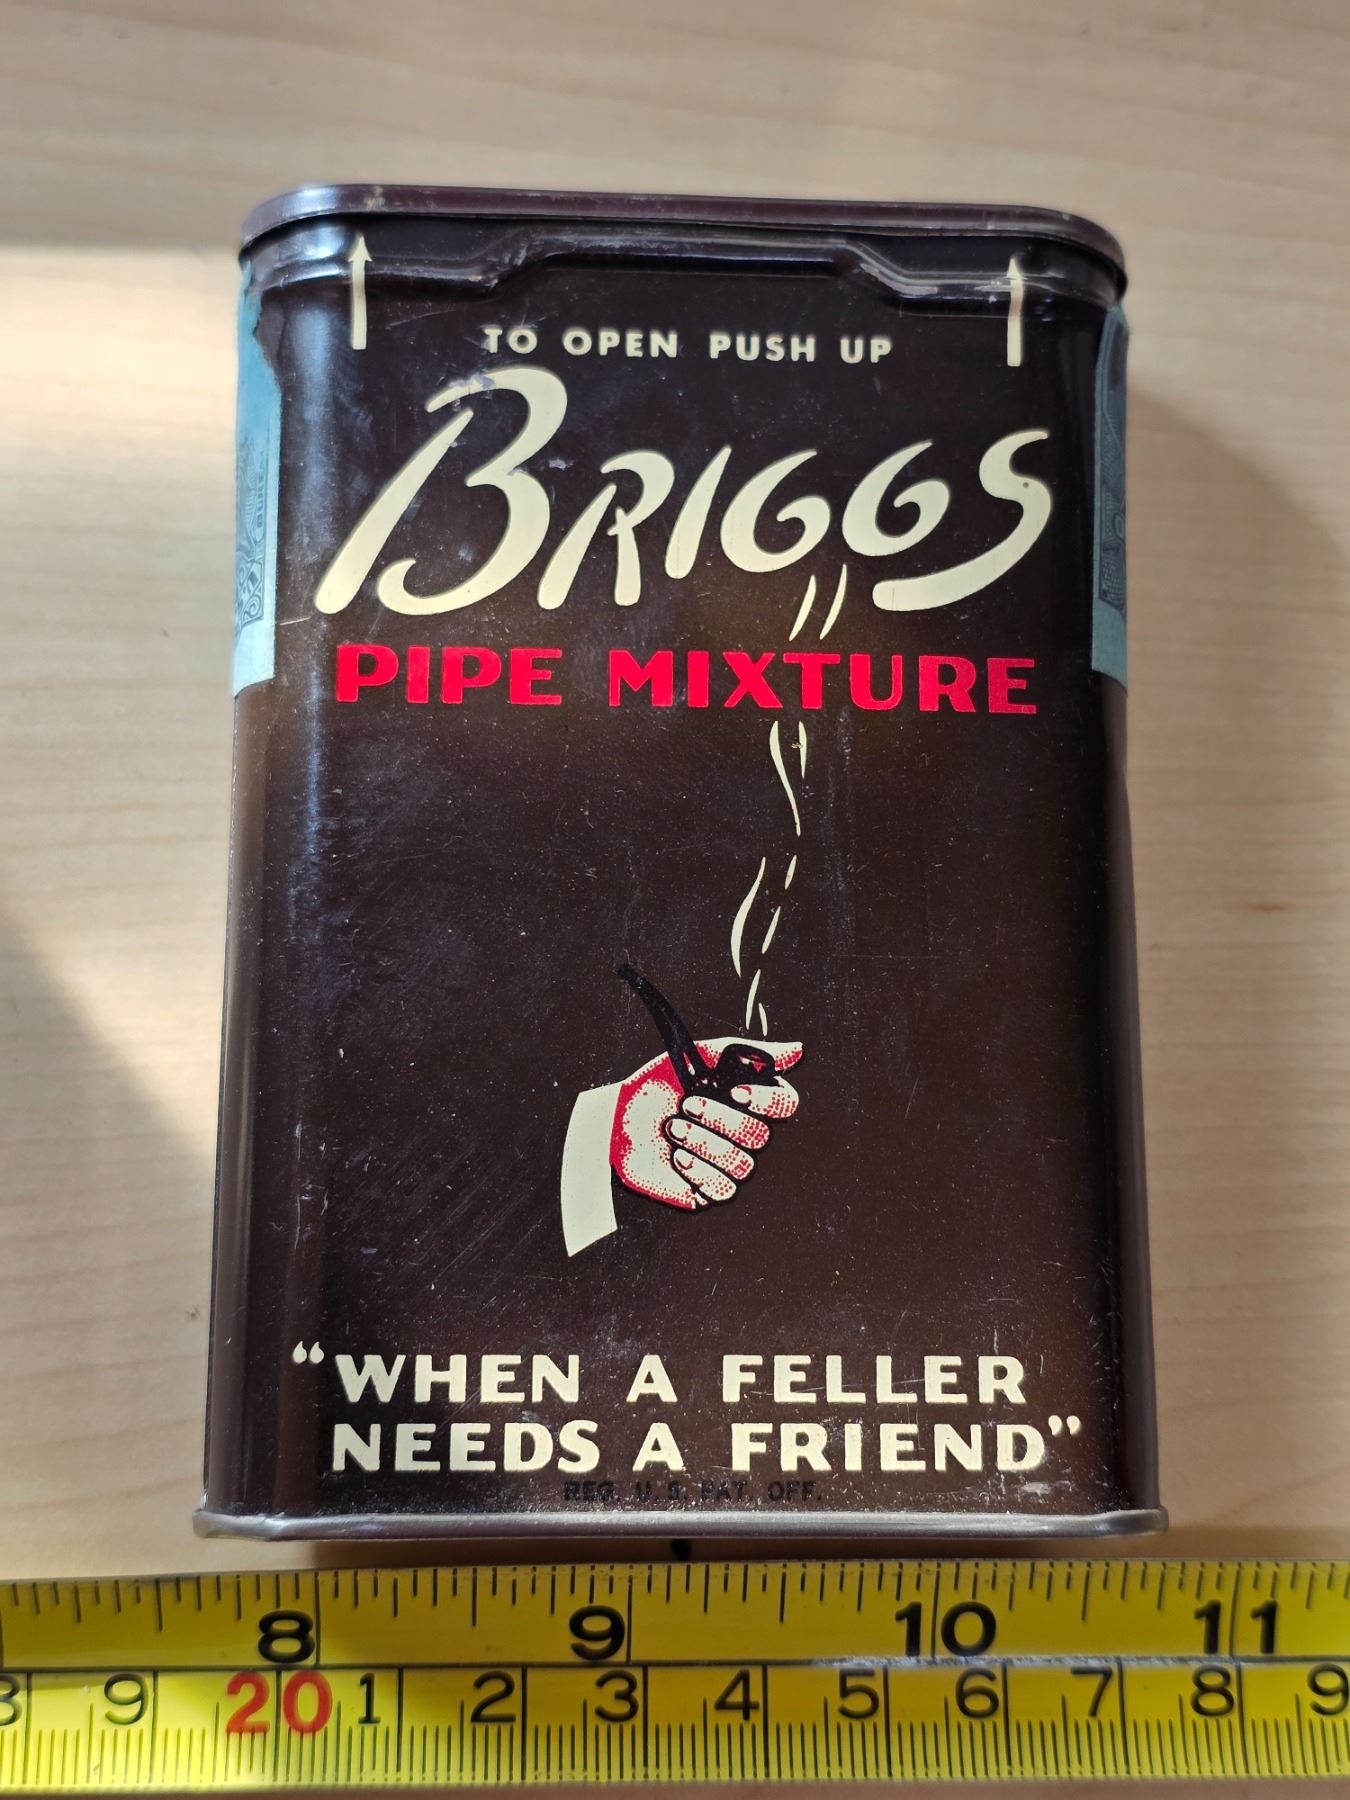 TO OPEN PUSH UP
BRIGGS
PIPE MIXTURE
“WHEN A FELLER
NEEDS A FRIEND”
REG. U. S. PAT. OFF.
8 9 10 11
8 9 20 1 2 3 4 5 6 7 8 9